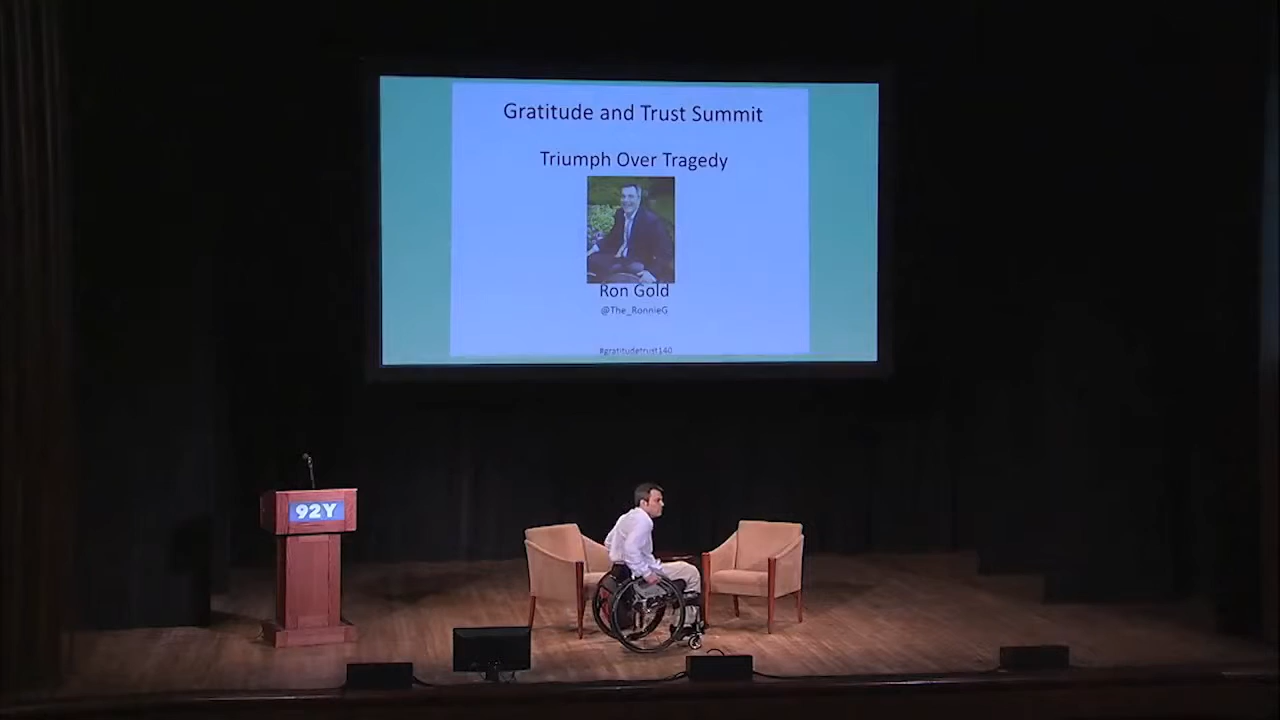 Gratitude and Trust Summit
Triumph Over Tragedy
Ron Gold
@The_RonnieG
#gratitudetrust140
92Y